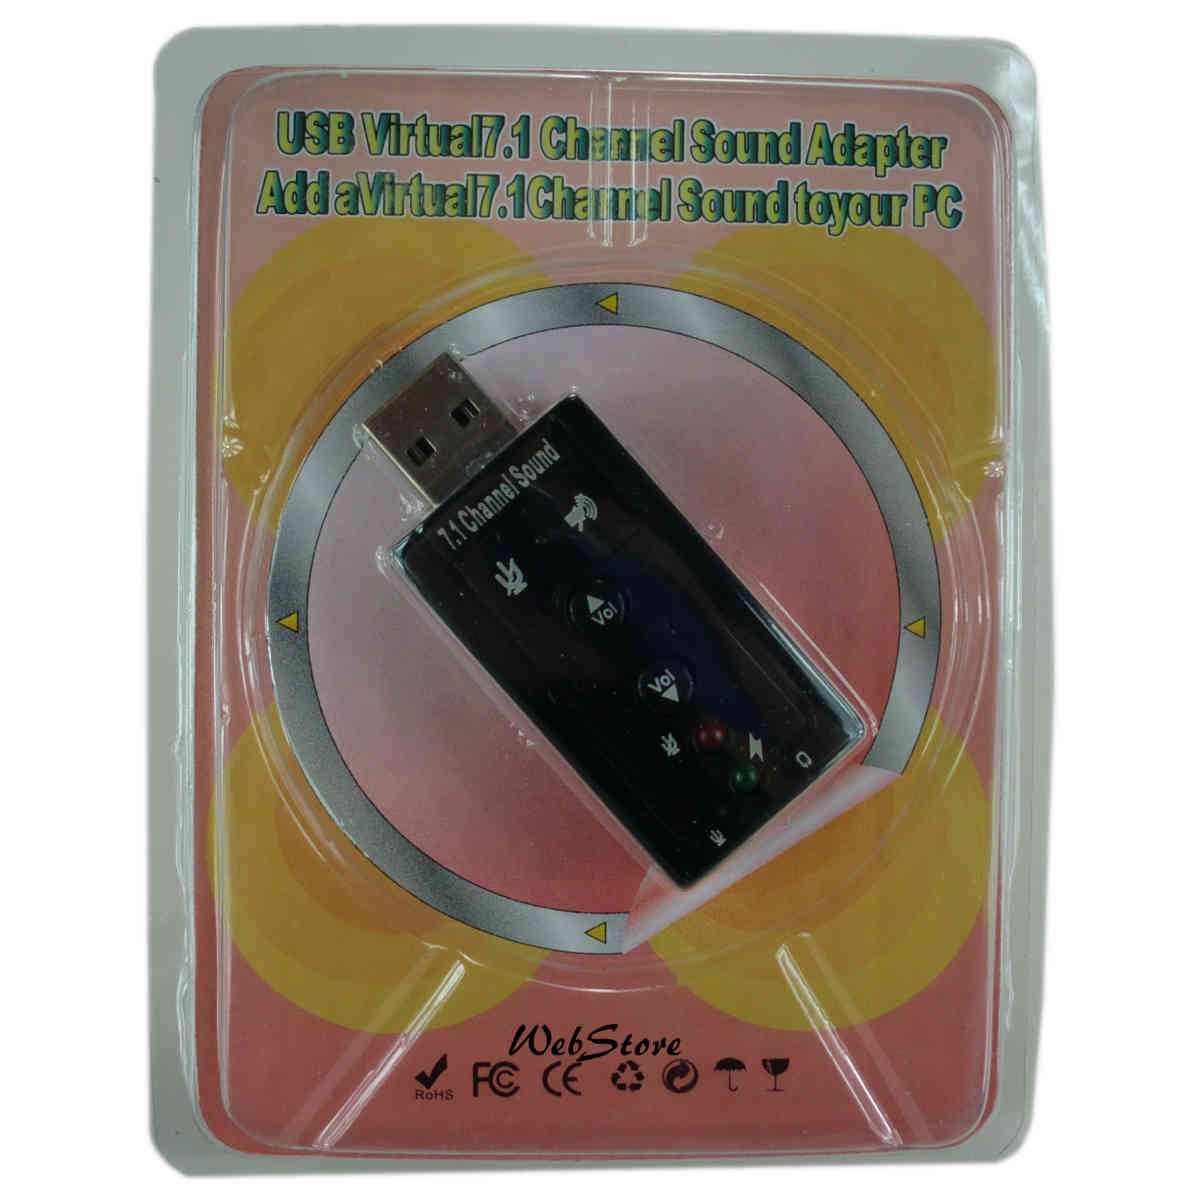 USB Virtual7.1 Channel Sound Adapter
Add aVirtual7.1Channel Sound toyour PC
7.1 Channel Sound
Vol
Vol
WebStore
RoHS FC CE